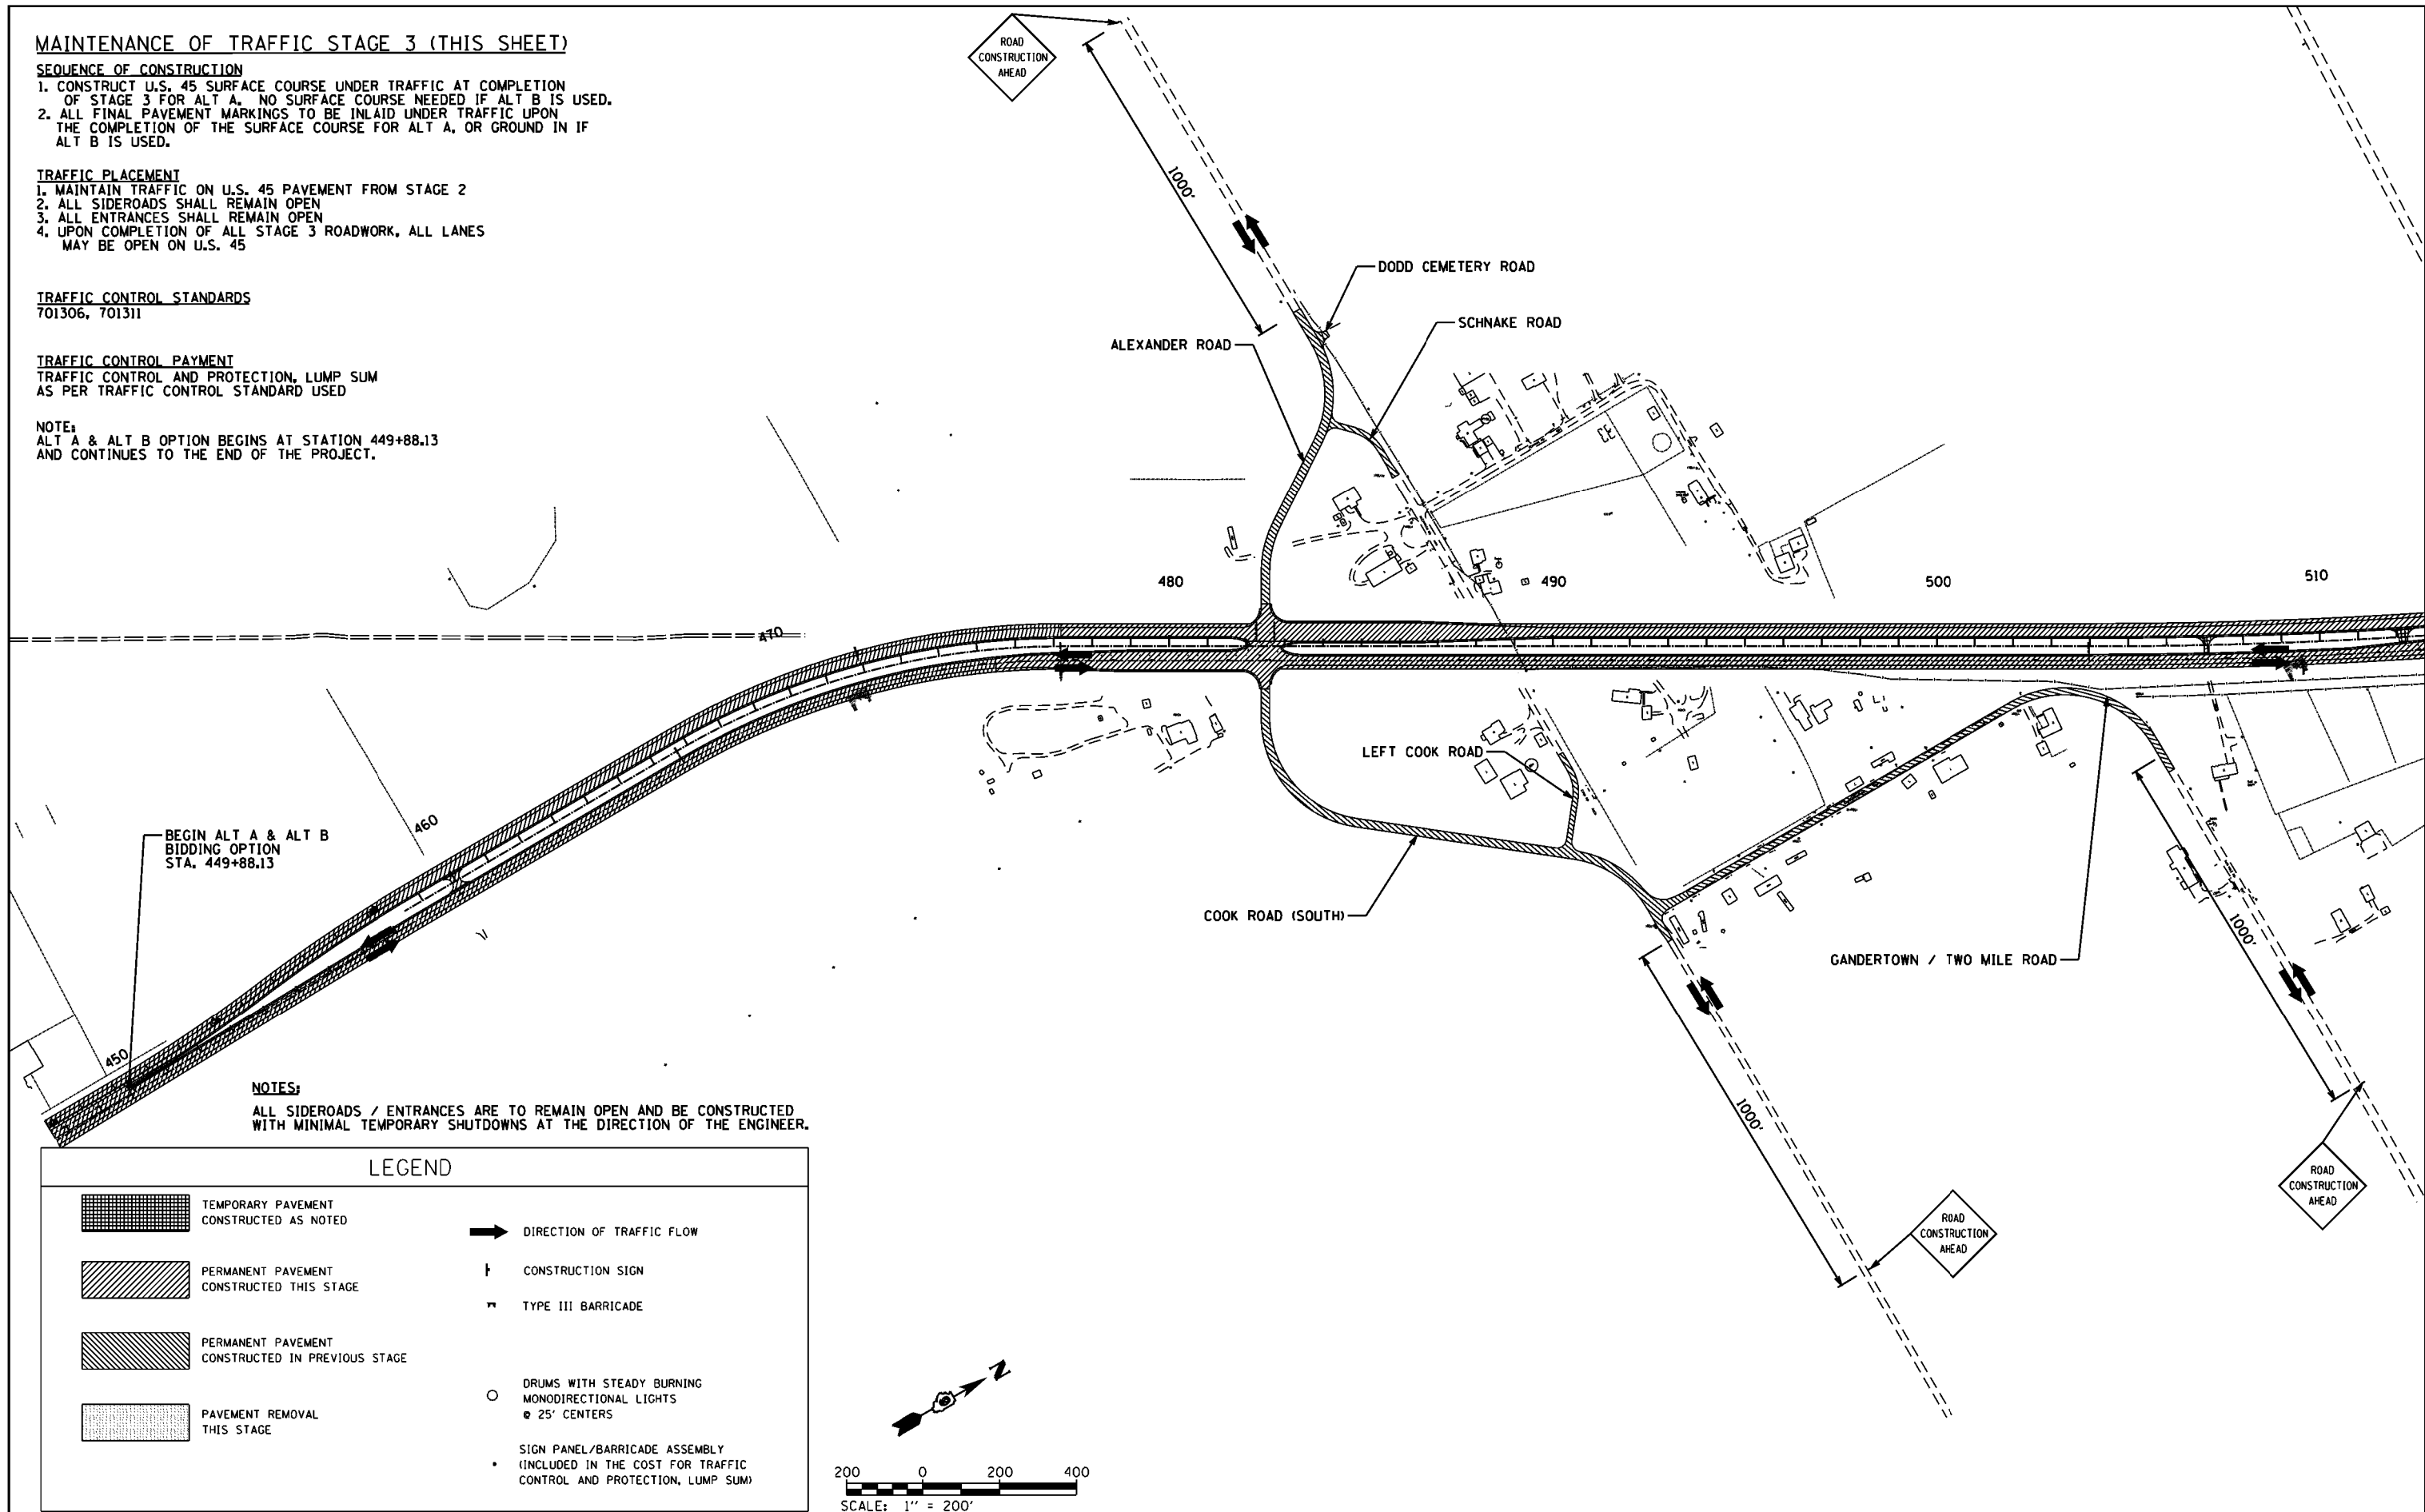 MAINTENANCE OF TRAFFIC STAGE 3 (THIS SHEET)
SEQUENCE OF CONSTRUCTION
1. CONSTRUCT U.S. 45 SURFACE COURSE UNDER TRAFFIC AT COMPLETION
OF STAGE 3 FOR ALT A. NO SURFACE COURSE NEEDED IF ALT B IS USED.
2. ALL FINAL PAVEMENT MARKINGS TO BE INLAID UNDER TRAFFIC UPON
THE COMPLETION OF THE SURFACE COURSE FOR ALT A, OR GROUND IN IF
ALT B IS USED.
TRAFFIC PLACEMENT
1. MAINTAIN TRAFFIC ON U.S. 45 PAVEMENT FROM STAGE 2
2. ALL SIDEROADS SHALL REMAIN OPEN
3. ALL ENTRANCES SHALL REMAIN OPEN
4. UPON COMPLETION OF ALL STAGE 3 ROADWORK, ALL LANES
MAY BE OPEN ON U.S. 45
TRAFFIC CONTROL STANDARDS
701306, 701311
TRAFFIC CONTROL PAYMENT
TRAFFIC CONTROL AND PROTECTION, LUMP SUM
AS PER TRAFFIC CONTROL STANDARD USED
NOTE:
ALT A & ALT B OPTION BEGINS AT STATION 449+88.13
AND CONTINUES TO THE END OF THE PROJECT.
ROAD
CONSTRUCTION
AHEAD
1000'
DODD CEMETERY ROAD
SCHNAKE ROAD
ALEXANDER ROAD
450
460
470
480
490
500
510
BEGIN ALT A & ALT B
BIDDING OPTION
STA. 449+88.13
LEFT COOK ROAD
COOK ROAD (SOUTH)
GANDERTOWN / TWO MILE ROAD
1000'
1000'
ROAD
CONSTRUCTION
AHEAD
ROAD
CONSTRUCTION
AHEAD
NOTES:
ALL SIDEROADS / ENTRANCES ARE TO REMAIN OPEN AND BE CONSTRUCTED
WITH MINIMAL TEMPORARY SHUTDOWNS AT THE DIRECTION OF THE ENGINEER.
LEGEND
TEMPORARY PAVEMENT
CONSTRUCTED AS NOTED
PERMANENT PAVEMENT
CONSTRUCTED THIS STAGE
PERMANENT PAVEMENT
CONSTRUCTED IN PREVIOUS STAGE
PAVEMENT REMOVAL
THIS STAGE
DIRECTION OF TRAFFIC FLOW
CONSTRUCTION SIGN
TYPE III BARRICADE
DRUMS WITH STEADY BURNING
MONODIRECTIONAL LIGHTS
@ 25' CENTERS
SIGN PANEL/BARRICADE ASSEMBLY
(INCLUDED IN THE COST FOR TRAFFIC
CONTROL AND PROTECTION, LUMP SUM)
N
200 0 200 400
SCALE: 1'' = 200'